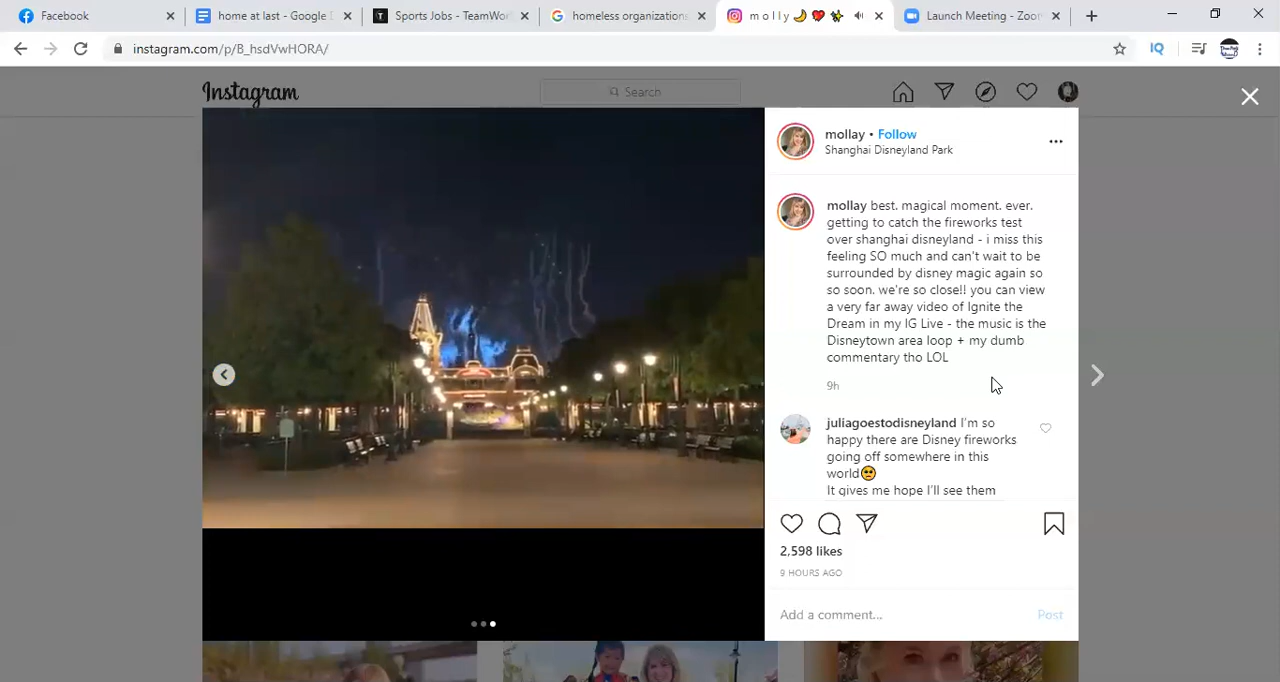 Facebook
home at last - Google
Sports Jobs - TeamWor
homeless organization
m o l l y 🌙 ❤️
Launch Meeting - Zoo
instagram.com/p/B_hsdVwHORA/
IQ
Instagram
Search
mollay • Follow
Shanghai Disneyland Park
mollay best. magical moment. ever.
getting to catch the fireworks test
over shanghai disneyland - i miss this
feeling SO much and can't wait to be
surrounded by disney magic again so
so soon. we're so close!! you can view
a very far away video of Ignite the
Dream in my IG Live - the music is the
Disneytown area loop + my dumb
commentary tho LOL
9h
juliagoestodisneyland I'm so
happy there are Disney fireworks
going off somewhere in this
world🥺
It gives me hope I'll see them
2,598 likes
9 HOURS AGO
Add a comment...
Post